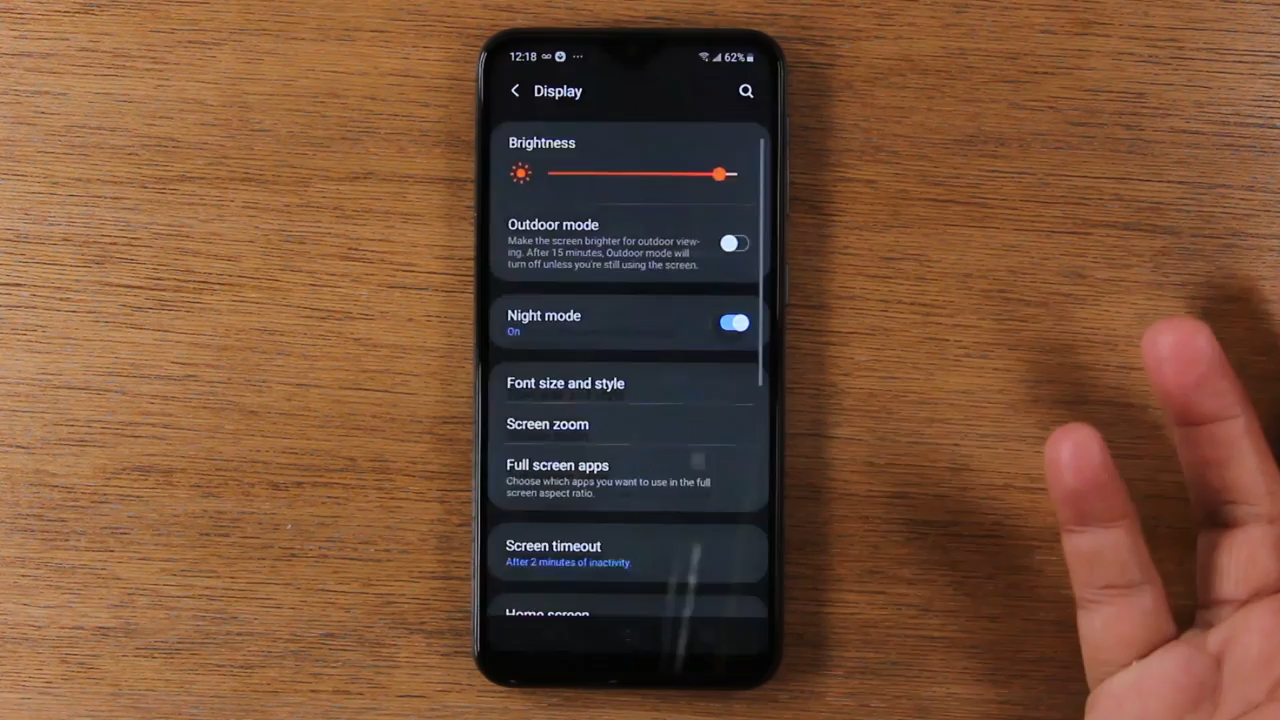 12:18 62%
Display
Brightness
Outdoor mode
Make the screen brighter for outdoor view-
ing. After 15 minutes, Outdoor mode will
turn off unless you're still using the screen.
Night mode
On
Font size and style
Screen zoom
Full screen apps
Choose which apps you want to use in the full
screen aspect ratio.
Screen timeout
After 2 minutes of inactivity.
Home screen